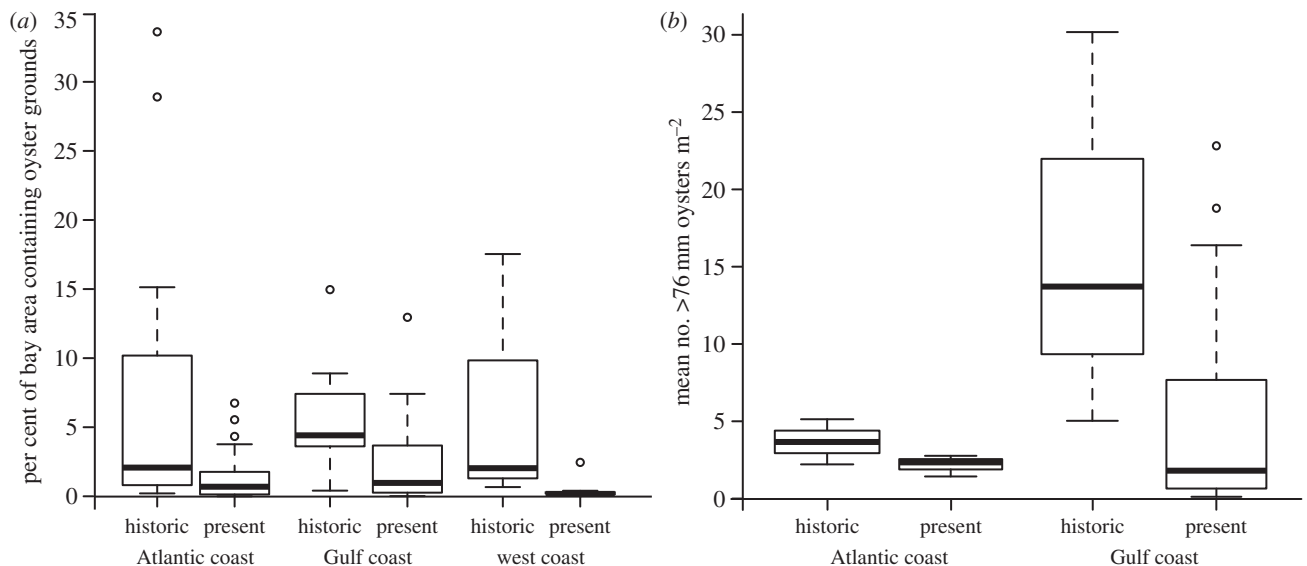 (a)
per cent of bay area containing oyster grounds
35
30
25
20
15
10
5
0
historic present historic present historic present
Atlantic coast Gulf coast west coast
(b)
mean no. >76 mm oysters m⁻²
30
25
20
15
10
5
0
historic present historic present
Atlantic coast Gulf coast